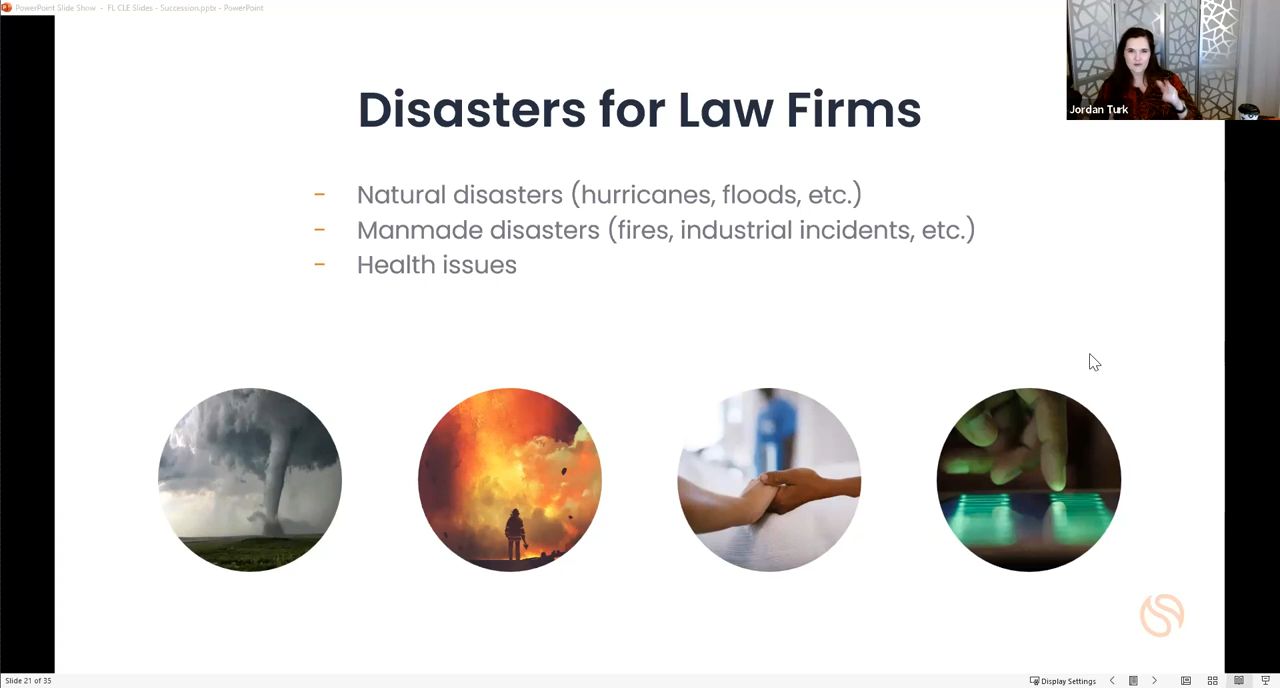 PowerPoint Slide Show - FL CLE Slides - Succession.pptx - PowerPoint
Jordan Turk
Disasters for Law Firms
- Natural disasters (hurricanes, floods, etc.)
- Manmade disasters (fires, industrial incidents, etc.)
- Health issues
Slide 21 of 35
Display Settings